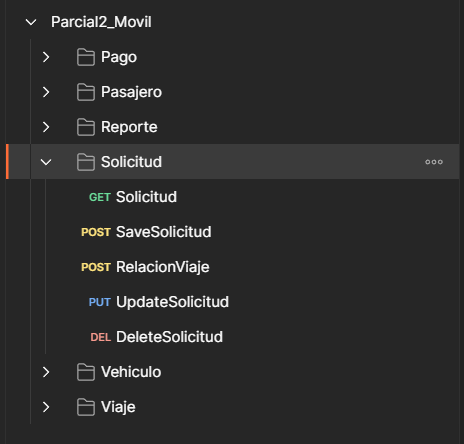 Parcial2_Movil
Pago
Pasajero
Reporte
Solicitud
GET Solicitud
POST SaveSolicitud
POST RelacionViaje
PUT UpdateSolicitud
DEL DeleteSolicitud
Vehiculo
Viaje